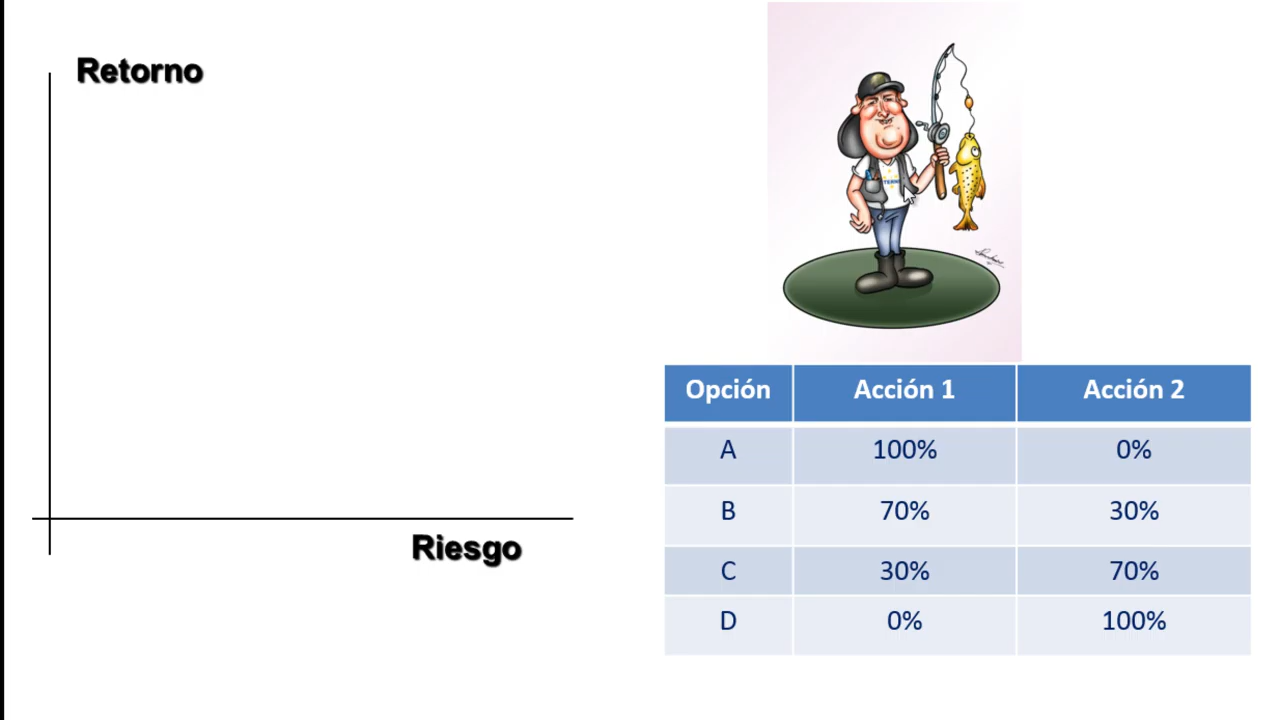 Retorno
Riesgo
Opción Acción 1 Acción 2
A 100% 0%
B 70% 30%
C 30% 70%
D 0% 100%